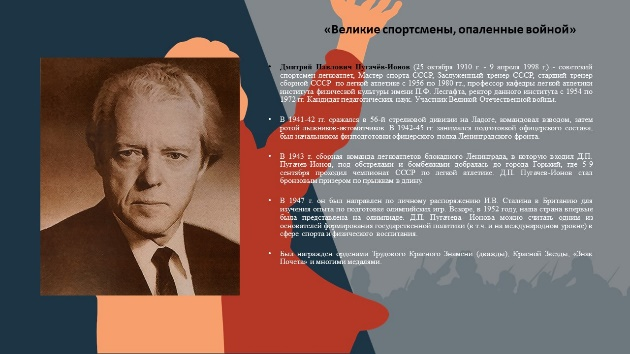 «Великие спортсмены, опаленные войной»
Дмитрий Павлович Пугачёв-Ионов (25 октября 1910 г. - 9 апреля 1998 г.) - советский
спортсмен легкоатлет, Мастер спорта СССР, Заслуженный тренер СССР, старший тренер
сборной СССР по легкой атлетике с 1956 по 1980 гг., профессор кафедры легкой атлетики
института физической культуры имени П.Ф. Лесгафта, ректор данного института с 1954 по
1972 гг. Кандидат педагогических наук. Участник Великой Отечественной войны.
В 1941-42 гг. сражался в 56-й стрелковой дивизии на Ладоге, командовал взводом, затем
ротой лыжников-автоматчиков. В 1942-45 гг. занимался подготовкой офицерского состава,
был начальником физподготовки офицерского полка Ленинградского фронта.
В 1943 г. сборная команда легкоатлетов блокадного Ленинграда, в которую входил Д.П.
Пугачев-Ионов, под обстрелами и бомбежками добралась до города Горький, где 5-9
сентября проходил чемпионат СССР по легкой атлетике. Д.П. Пугачев-Ионов стал
бронзовым призером по прыжкам в длину.
В 1947 г. он был направлен по личному распоряжению И.В. Сталина в Британию для
изучения опыта по подготовке олимпийских игр. Вскоре, в 1952 году, наша страна впервые
была представлена на олимпиаде. Д.П. Пугачева- Ионова можно считать одним из
основателей формирования государственной политики (в т.ч. и на международном уровне) в
сфере спорта и физического воспитания.
Был награжден орденами Трудового Красного Знамени (дважды), Красной Звезды, «Знак
Почета» и многими медалями.